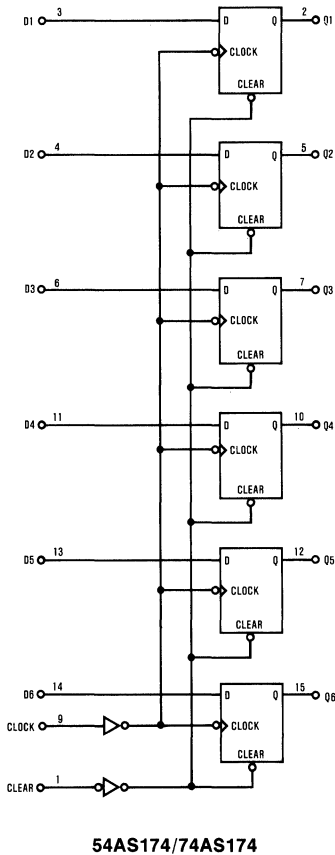 D1 3 D Q 2 Q1
CLOCK
CLEAR
D2 4 D Q 5 Q2
CLOCK
CLEAR
D3 6 D Q 7 Q3
CLOCK
CLEAR
D4 11 D Q 10 Q4
CLOCK
CLEAR
D5 13 D Q 12 Q5
CLOCK
CLEAR
D6 14 D Q 15 Q6
CLOCK 9 CLOCK
CLEAR
CLEAR 1
54AS174/74AS174